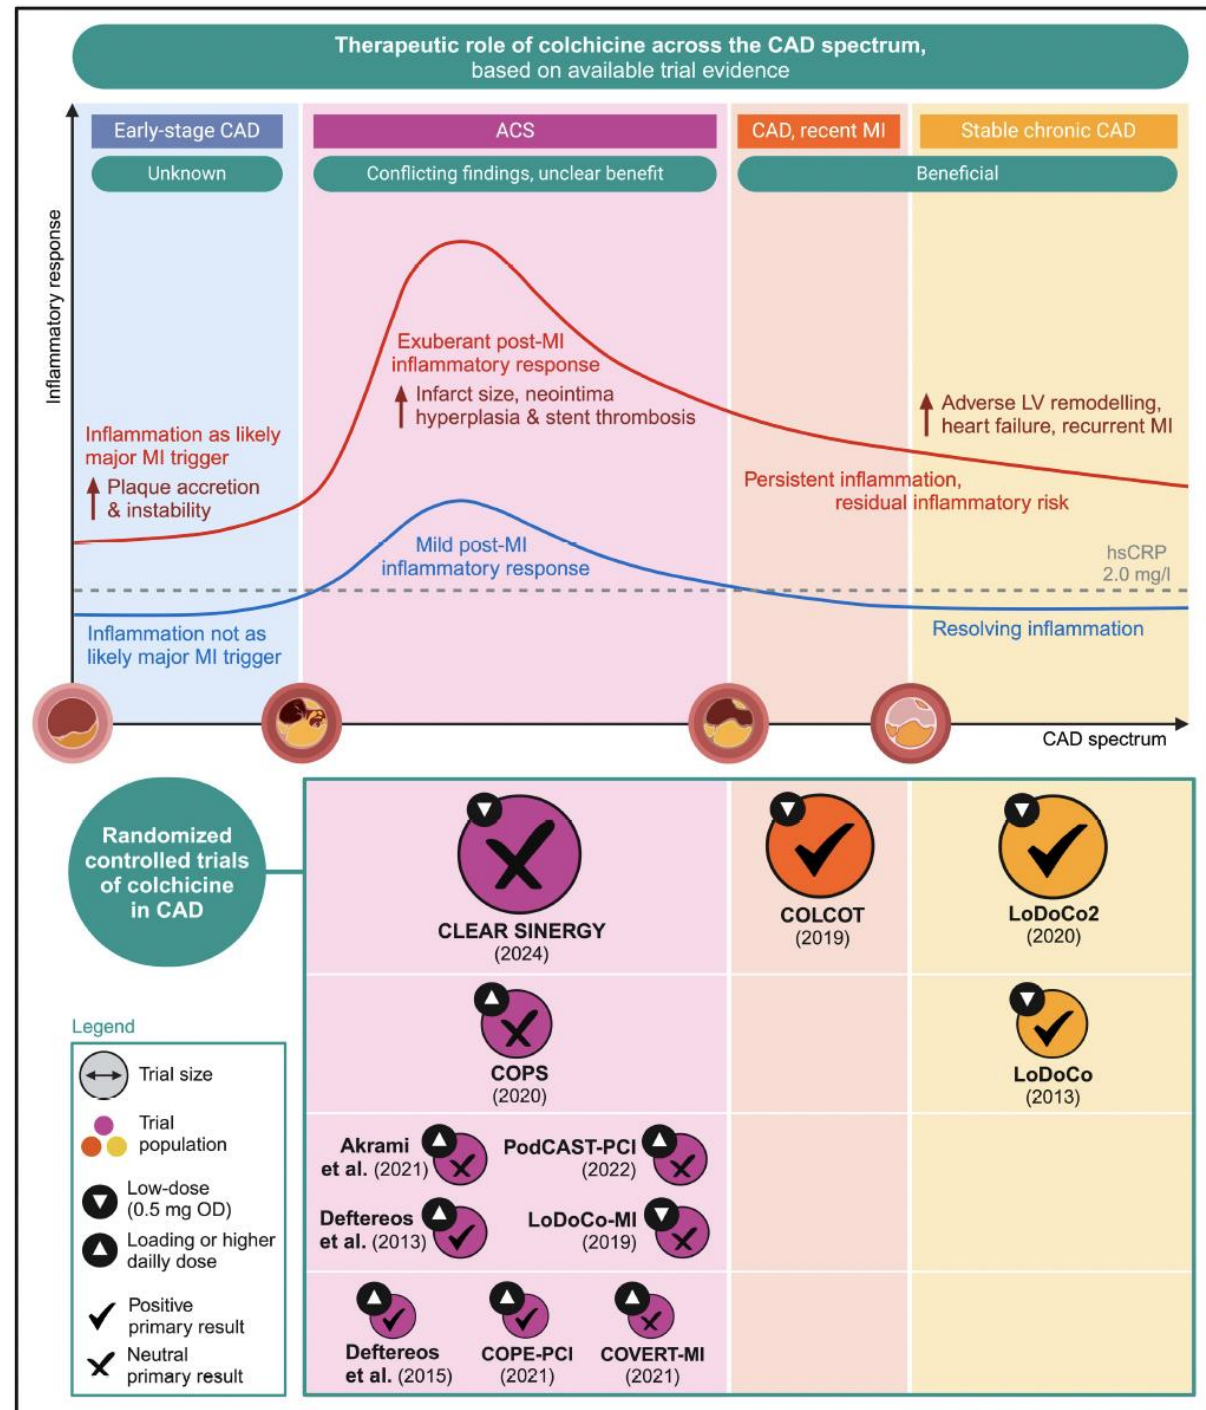 Therapeutic role of colchicine across the CAD spectrum,
based on available trial evidence
Early-stage CAD
ACS
CAD, recent MI
Stable chronic CAD
Unknown
Conflicting findings, unclear benefit
Beneficial
Inflammatory response
Exuberant post-MI
inflammatory response
Infarct size, neointima
hyperplasia & stent thrombosis
Adverse LV remodelling,
heart failure, recurrent MI
Inflammation as likely
major MI trigger
Plaque accretion
& instability
Persistent inflammation,
residual inflammatory risk
Mild post-MI
inflammatory response
hsCRP
2.0 mg/l
Inflammation not as
likely major MI trigger
Resolving inflammation
CAD spectrum
Randomized
controlled trials
of colchicine
in CAD
CLEAR SINERGY
(2024)
COLCOT
(2019)
LoDoCo2
(2020)
COPS
(2020)
LoDoCo
(2013)
Akrami
et al. (2021)
PodCAST-PCI
(2022)
Deftereos
et al. (2013)
LoDoCo-MI
(2019)
Deftereos
et al. (2015)
COPE-PCI
(2021)
COVERT-MI
(2021)
Legend
Trial size
Trial
population
Low-dose
(0.5 mg OD)
Loading or higher
dailly dose
Positive
primary result
Neutral
primary result